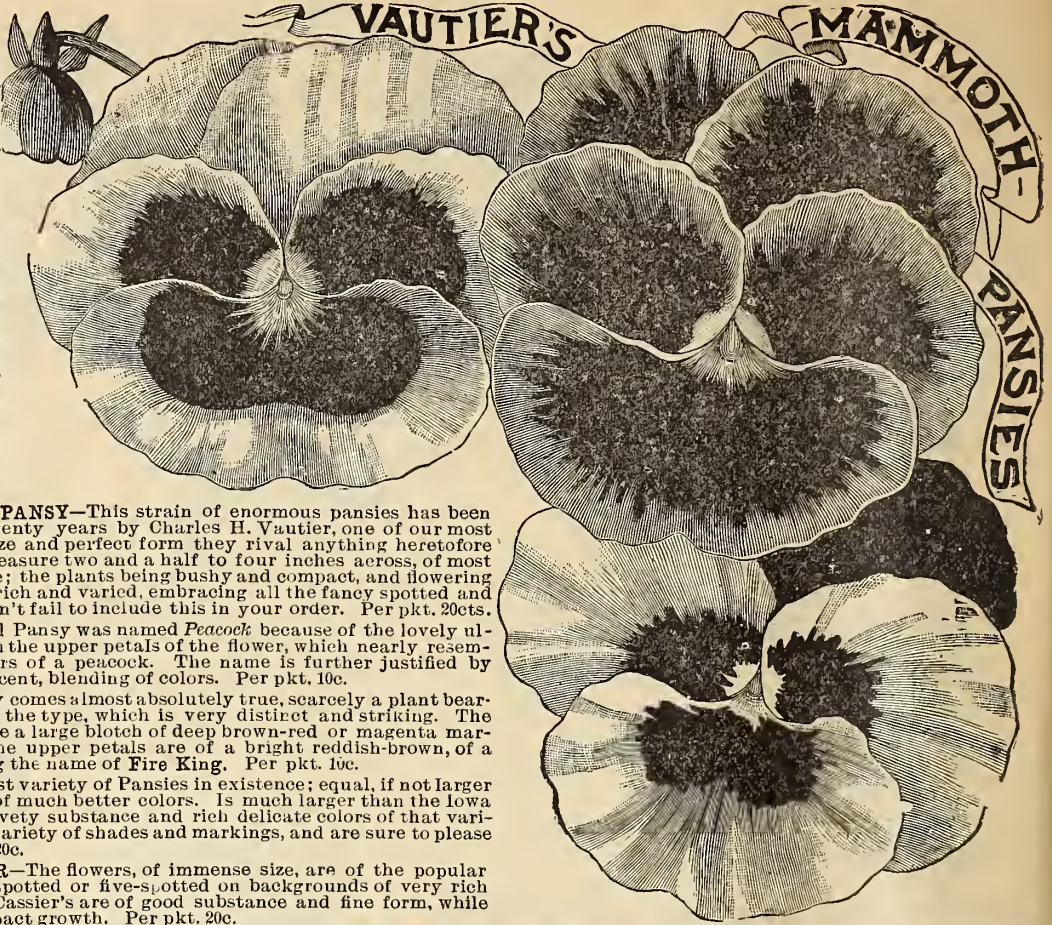 VAUTIER'S
MAMMOTH-
PANSIES
PANSY—This strain of enormous pansies has been
enty years by Charles H. Vautier, one of our most
ze and perfect form they rival anything heretofore
easure two and a half to four inches across, of most
; the plants being bushy and compact, and flowering
rich and varied, embracing all the fancy spotted and
n't fail to include this in your order. Per pkt. 20cts.
l Pansy was named Peacock because of the lovely ul-
n the upper petals of the flower, which nearly resem-
rs of a peacock. The name is further justified by
cent, blending of colors. Per pkt. 10c.
y comes almost absolutely true, scarcely a plant bear-
the type, which is very distinct and striking. The
e a large blotch of deep brown-red or magenta mar-
he upper petals are of a bright reddish-brown, of a
g the name of Fire King. Per pkt. 10c.
st variety of Pansies in existence; equal, if not larger
of much better colors. Is much larger than the Iowa
vety substance and rich delicate colors of that vari-
ariety of shades and markings, and are sure to please
20c.
R—The flowers, of immense size, are of the popular
spotted or five-spotted on backgrounds of very rich
Cassier's are of good substance and fine form, while
pact growth. Per pkt. 20c.